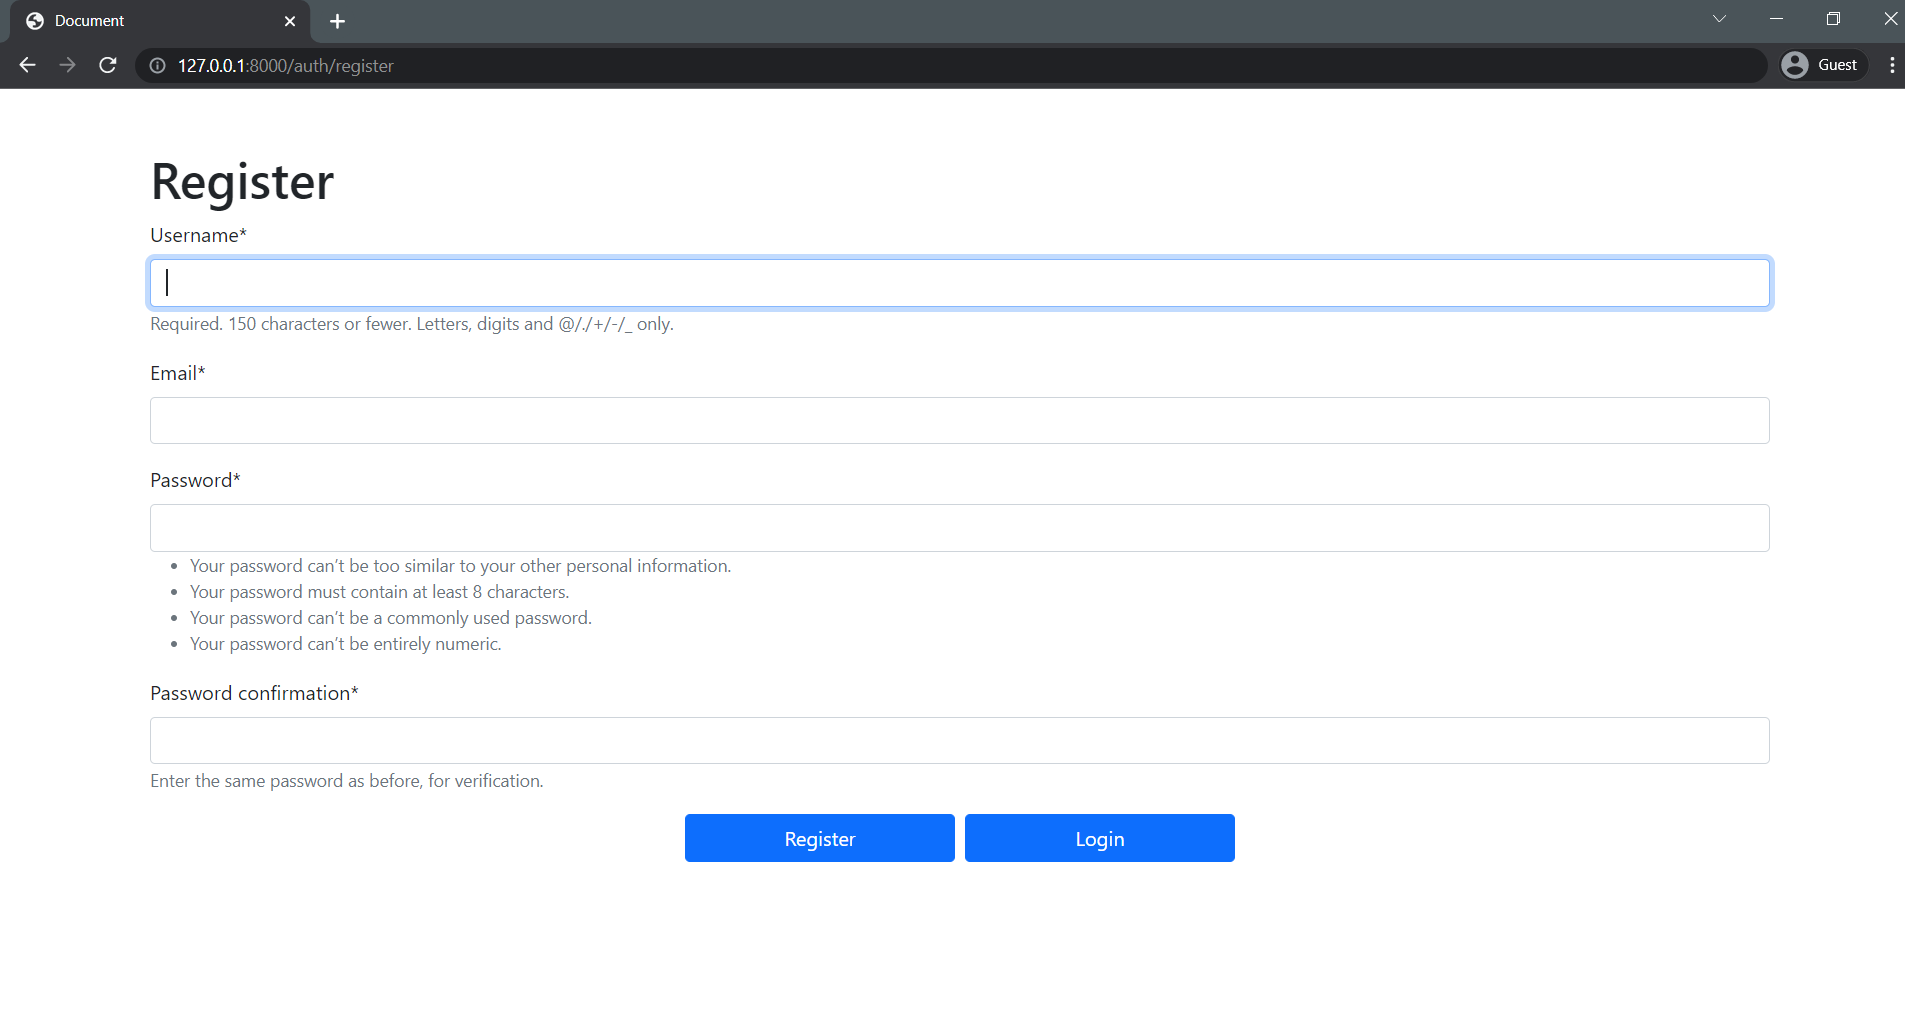 Document
127.0.0.1:8000/auth/register
Guest
Register
Username*
Required. 150 characters or fewer. Letters, digits and @/./+/-/_ only.
Email*
Password*
Your password can’t be too similar to your other personal information.
Your password must contain at least 8 characters.
Your password can’t be a commonly used password.
Your password can’t be entirely numeric.
Password confirmation*
Enter the same password as before, for verification.
Register Login